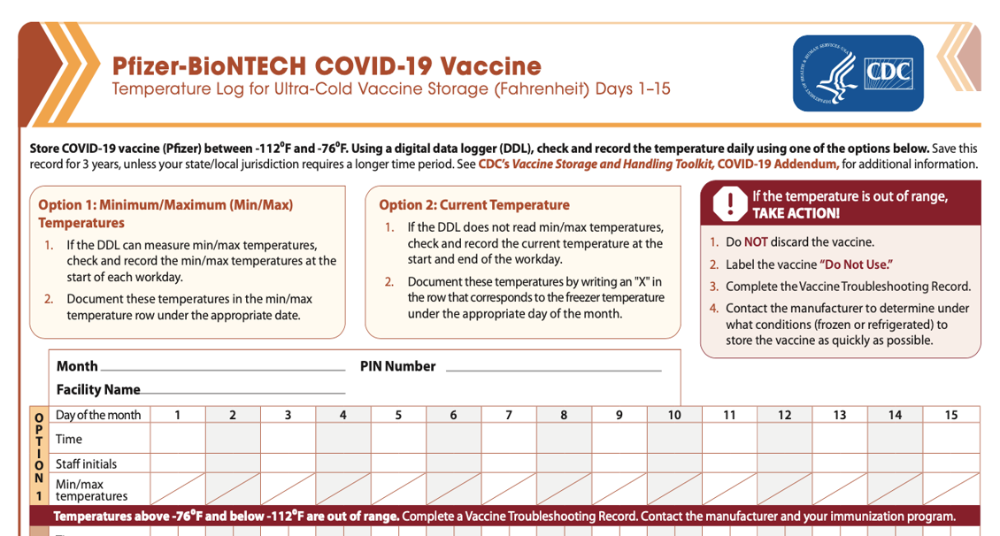 Pfizer-BioNTECH COVID-19 Vaccine
Temperature Log for Ultra-Cold Vaccine Storage (Fahrenheit) Days 1–15
DEPARTMENT OF HEALTH & HUMAN SERVICES USA
CDC
Store COVID-19 vaccine (Pfizer) between -112⁰F and -76⁰F. Using a digital data logger (DDL), check and record the temperature daily using one of the options below. Save this
record for 3 years, unless your state/local jurisdiction requires a longer time period. See CDC's Vaccine Storage and Handling Toolkit, COVID-19 Addendum, for additional information.
Option 1: Minimum/Maximum (Min/Max)
Temperatures
1. If the DDL can measure min/max temperatures,
check and record the min/max temperatures at the
start of each workday.
2. Document these temperatures in the min/max
temperature row under the appropriate date.
Option 2: Current Temperature
1. If the DDL does not read min/max temperatures,
check and record the current temperature at the
start and end of the workday.
2. Document these temperatures by writing an "X" in
the row that corresponds to the freezer temperature
under the appropriate day of the month.
If the temperature is out of range,
TAKE ACTION!
1. Do NOT discard the vaccine.
2. Label the vaccine “Do Not Use.”
3. Complete the Vaccine Troubleshooting Record.
4. Contact the manufacturer to determine under
what conditions (frozen or refrigerated) to
store the vaccine as quickly as possible.
Month PIN Number
Facility Name
OPTION 1
Day of the month 1 2 3 4 5 6 7 8 9 10 11 12 13 14 15
Time
Staff initials
Min/max
temperatures
Temperatures above -76⁰F and below -112⁰F are out of range. Complete a Vaccine Troubleshooting Record. Contact the manufacturer and your immunization program.